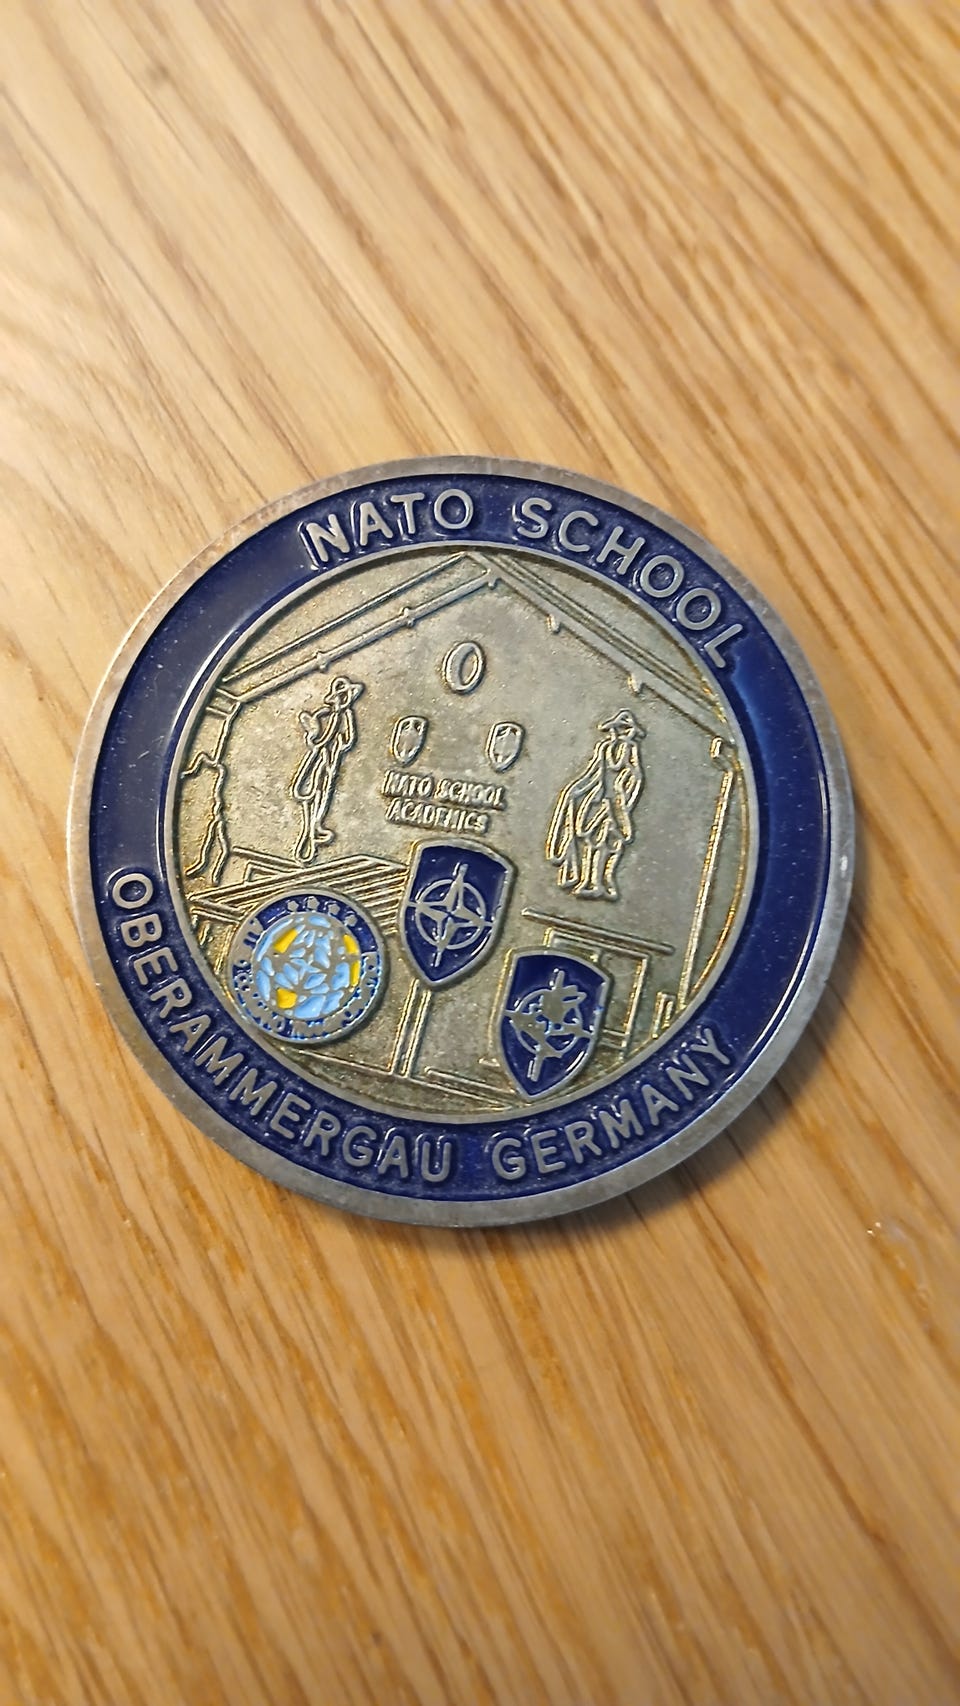 NATO SCHOOL
NATO SCHOOL
ACADEMICS
OBERAMMERGAU GERMANY